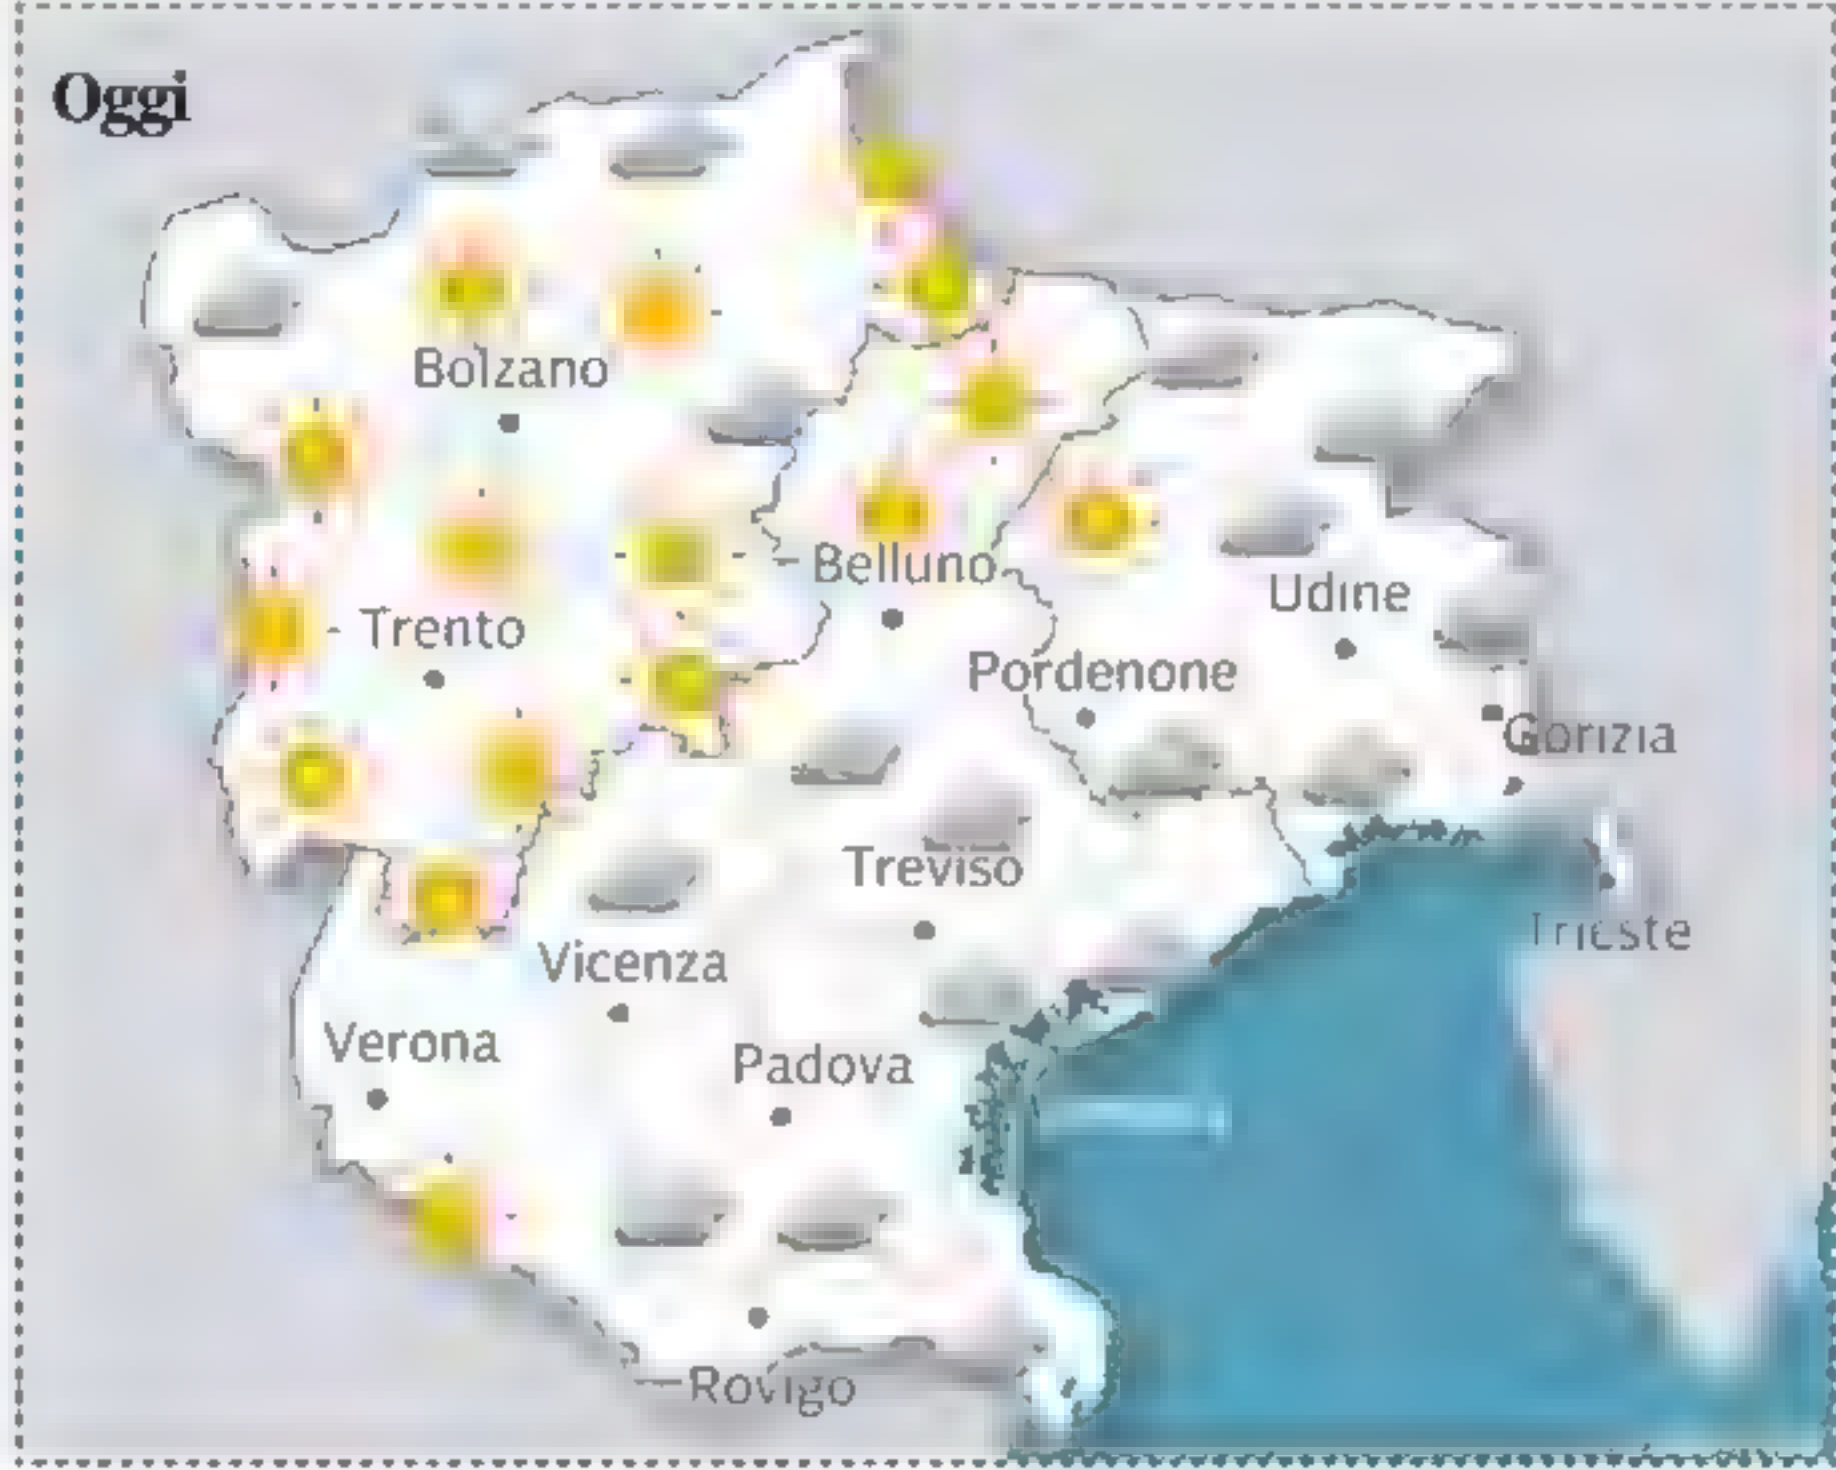 Oggi
Bolzano
Belluno
Udine
Trento
Pordenone
Gorizia
Treviso
Trieste
Vicenza
Verona
Padova
Rovigo